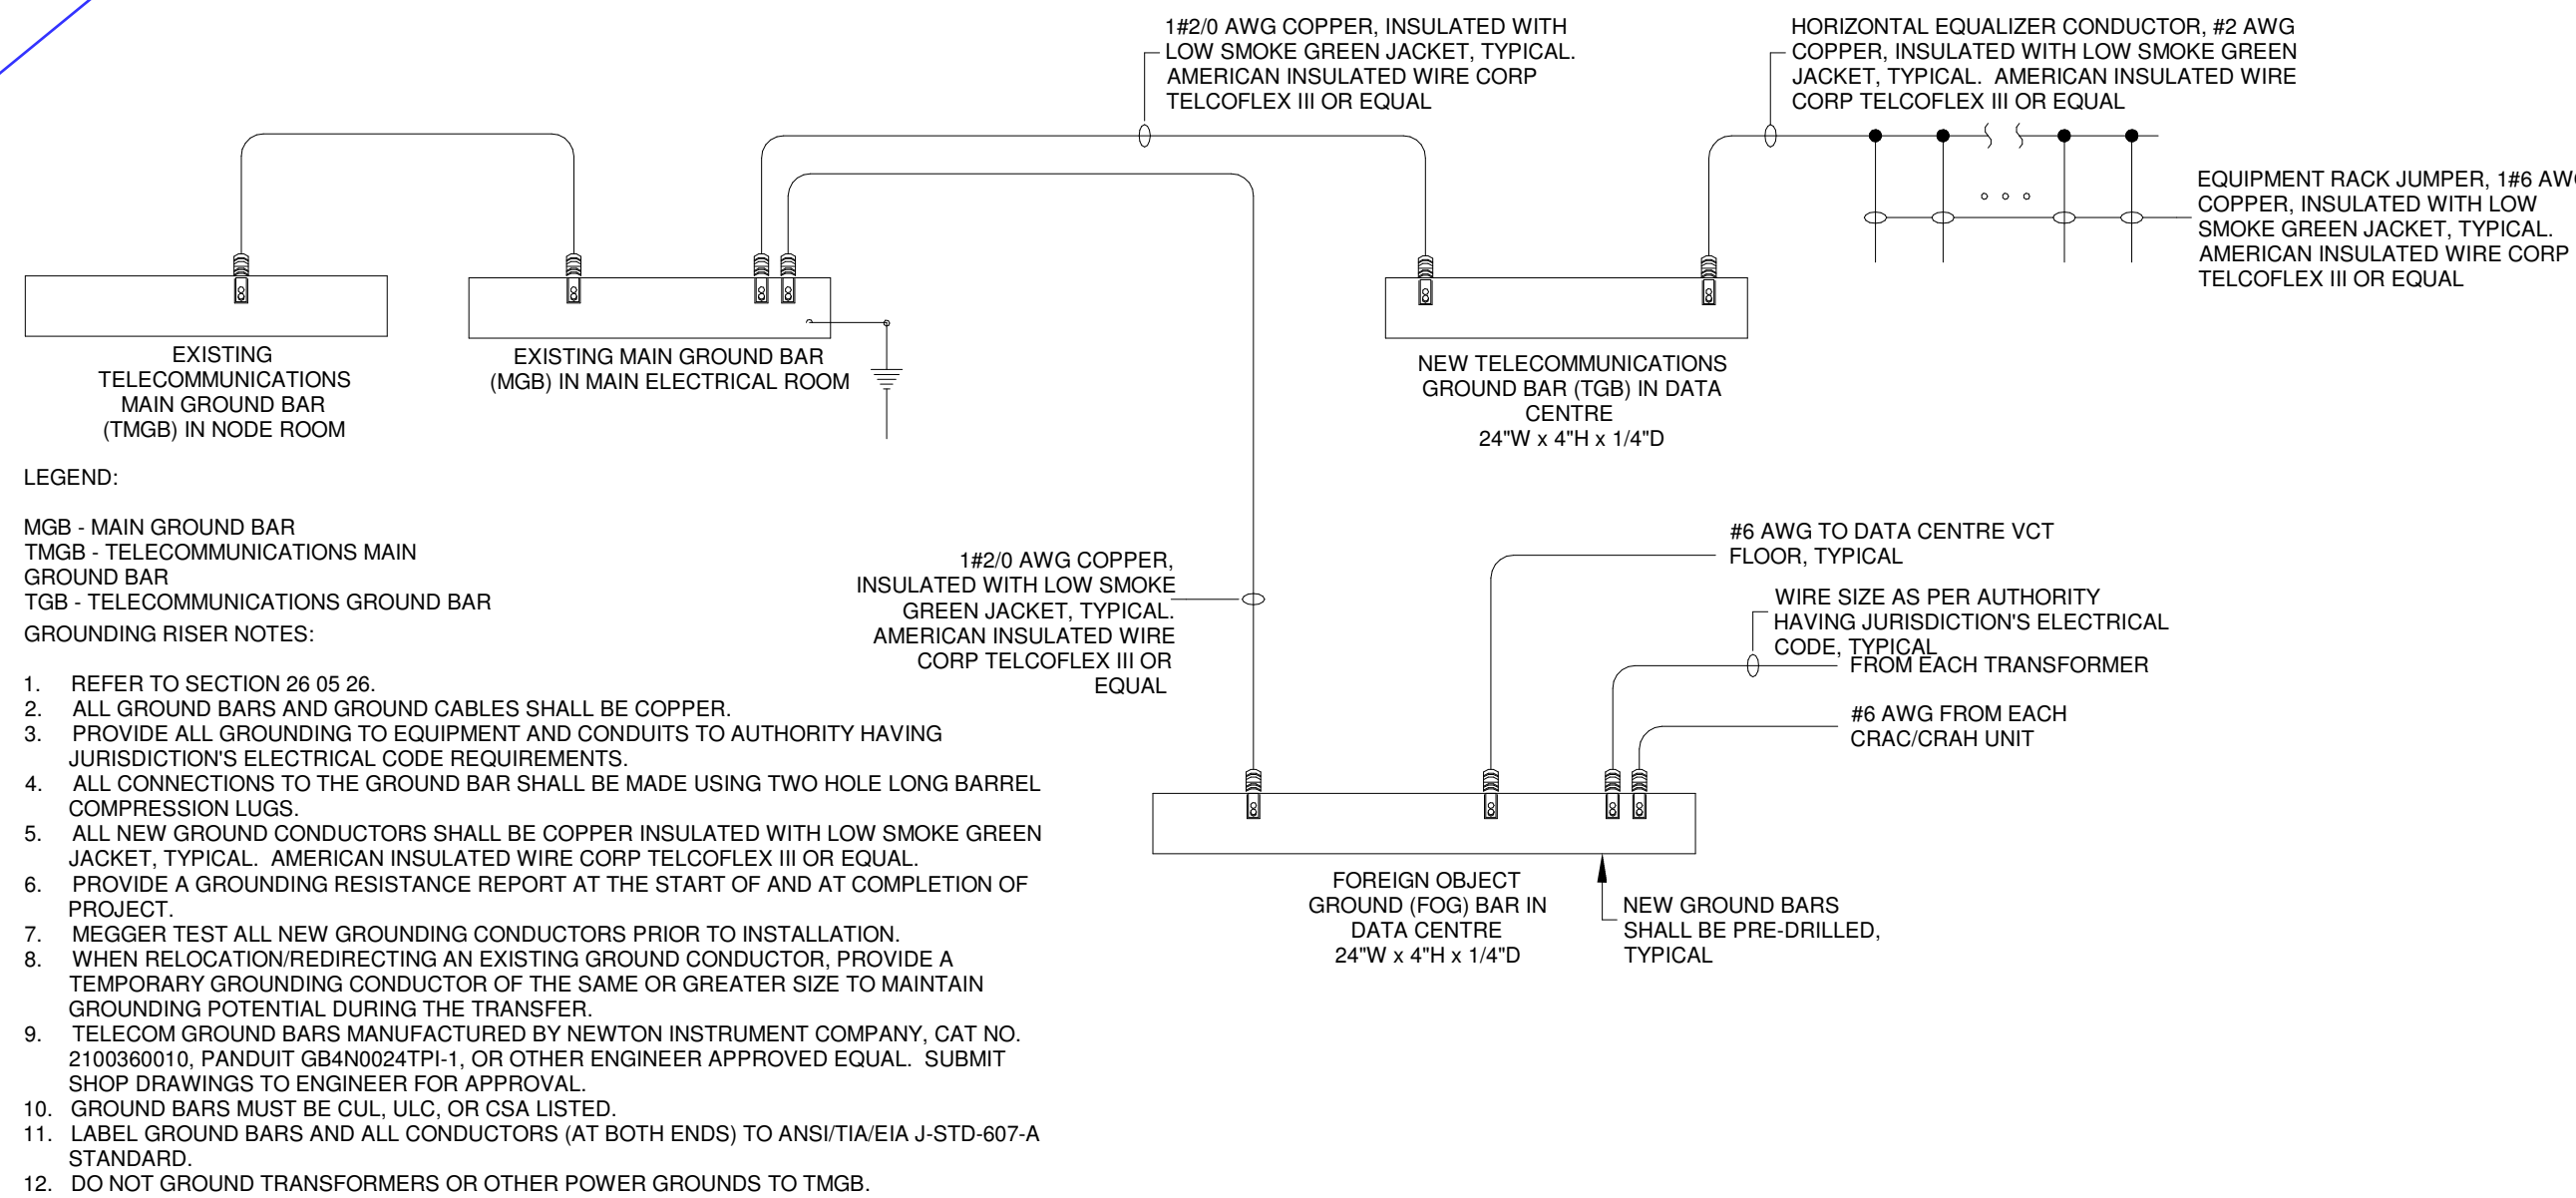 1#2/0 AWG COPPER, INSULATED WITH
LOW SMOKE GREEN JACKET, TYPICAL.
AMERICAN INSULATED WIRE CORP
TELCOFLEX III OR EQUAL
HORIZONTAL EQUALIZER CONDUCTOR, #2 AWG
COPPER, INSULATED WITH LOW SMOKE GREEN
JACKET, TYPICAL.  AMERICAN INSULATED WIRE
CORP TELCOFLEX III OR EQUAL
EQUIPMENT RACK JUMPER, 1#6 AW
COPPER, INSULATED WITH LOW
SMOKE GREEN JACKET, TYPICAL.
AMERICAN INSULATED WIRE CORP
TELCOFLEX III OR EQUAL
EXISTING
TELECOMMUNICATIONS
MAIN GROUND BAR
(TMGB) IN NODE ROOM
EXISTING MAIN GROUND BAR
(MGB) IN MAIN ELECTRICAL ROOM
NEW TELECOMMUNICATIONS
GROUND BAR (TGB) IN DATA
CENTRE
24"W x 4"H x 1/4"D
LEGEND:
MGB - MAIN GROUND BAR
TMGB - TELECOMMUNICATIONS MAIN
GROUND BAR
TGB - TELECOMMUNICATIONS GROUND BAR
GROUNDING RISER NOTES:
1. REFER TO SECTION 26 05 26.
2. ALL GROUND BARS AND GROUND CABLES SHALL BE COPPER.
3. PROVIDE ALL GROUNDING TO EQUIPMENT AND CONDUITS TO AUTHORITY HAVING
JURISDICTION'S ELECTRICAL CODE REQUIREMENTS.
4. ALL CONNECTIONS TO THE GROUND BAR SHALL BE MADE USING TWO HOLE LONG BARREL
COMPRESSION LUGS.
5. ALL NEW GROUND CONDUCTORS SHALL BE COPPER INSULATED WITH LOW SMOKE GREEN
JACKET, TYPICAL.  AMERICAN INSULATED WIRE CORP TELCOFLEX III OR EQUAL.
6. PROVIDE A GROUNDING RESISTANCE REPORT AT THE START OF AND AT COMPLETION OF
PROJECT.
7. MEGGER TEST ALL NEW GROUNDING CONDUCTORS PRIOR TO INSTALLATION.
8. WHEN RELOCATION/REDIRECTING AN EXISTING GROUND CONDUCTOR, PROVIDE A
TEMPORARY GROUNDING CONDUCTOR OF THE SAME OR GREATER SIZE TO MAINTAIN
GROUNDING POTENTIAL DURING THE TRANSFER.
9. TELECOM GROUND BARS MANUFACTURED BY NEWTON INSTRUMENT COMPANY, CAT NO.
2100360010, PANDUIT GB4N0024TPI-1, OR OTHER ENGINEER APPROVED EQUAL.  SUBMIT
SHOP DRAWINGS TO ENGINEER FOR APPROVAL.
10. GROUND BARS MUST BE CUL, ULC, OR CSA LISTED.
11. LABEL GROUND BARS AND ALL CONDUCTORS (AT BOTH ENDS) TO ANSI/TIA/EIA J-STD-607-A
STANDARD.
12. DO NOT GROUND TRANSFORMERS OR OTHER POWER GROUNDS TO TMGB.
1#2/0 AWG COPPER,
INSULATED WITH LOW SMOKE
GREEN JACKET, TYPICAL.
AMERICAN INSULATED WIRE
CORP TELCOFLEX III OR
EQUAL
#6 AWG TO DATA CENTRE VCT
FLOOR, TYPICAL
WIRE SIZE AS PER AUTHORITY
HAVING JURISDICTION'S ELECTRICAL
CODE, TYPICAL
FROM EACH TRANSFORMER
#6 AWG FROM EACH
CRAC/CRAH UNIT
FOREIGN OBJECT
GROUND (FOG) BAR IN
DATA CENTRE
24"W x 4"H x 1/4"D
NEW GROUND BARS
SHALL BE PRE-DRILLED,
TYPICAL